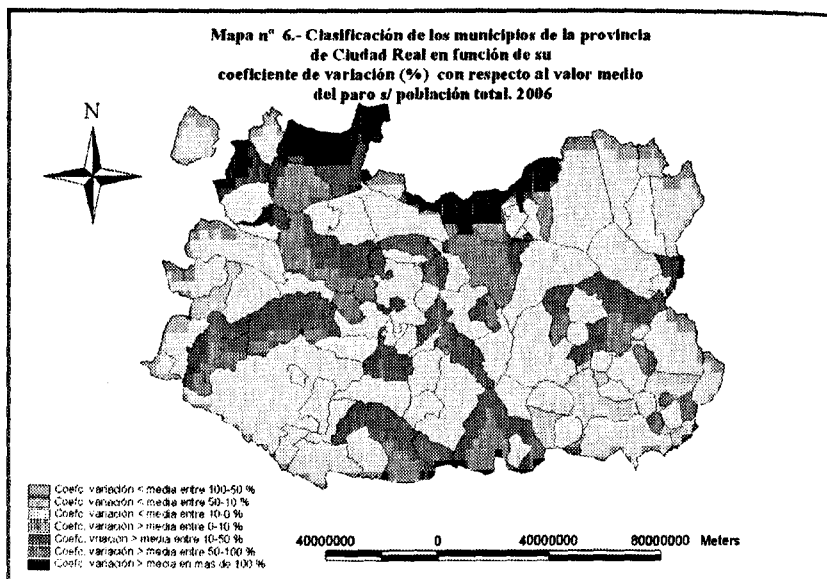 Mapa nº 6.- Clasificación de los municipios de la provincia
de Ciudad Real en función de su
coeficiente de variación (%) con respecto al valor medio
del paro s/ población total. 2006
N
Coefc. variación < media entre 100-50 %
Coefc. variación < media entre 50-10 %
Coefc. variación < media entre 10-0 %
Coefc. variación > media entre 0-10 %
Coefc. vriación > media entre 10-50 %
Coefc. variación > media entre 50-100 %
Coefc. variación > media en mas de 100 %
40000000 0 40000000 80000000 Meters